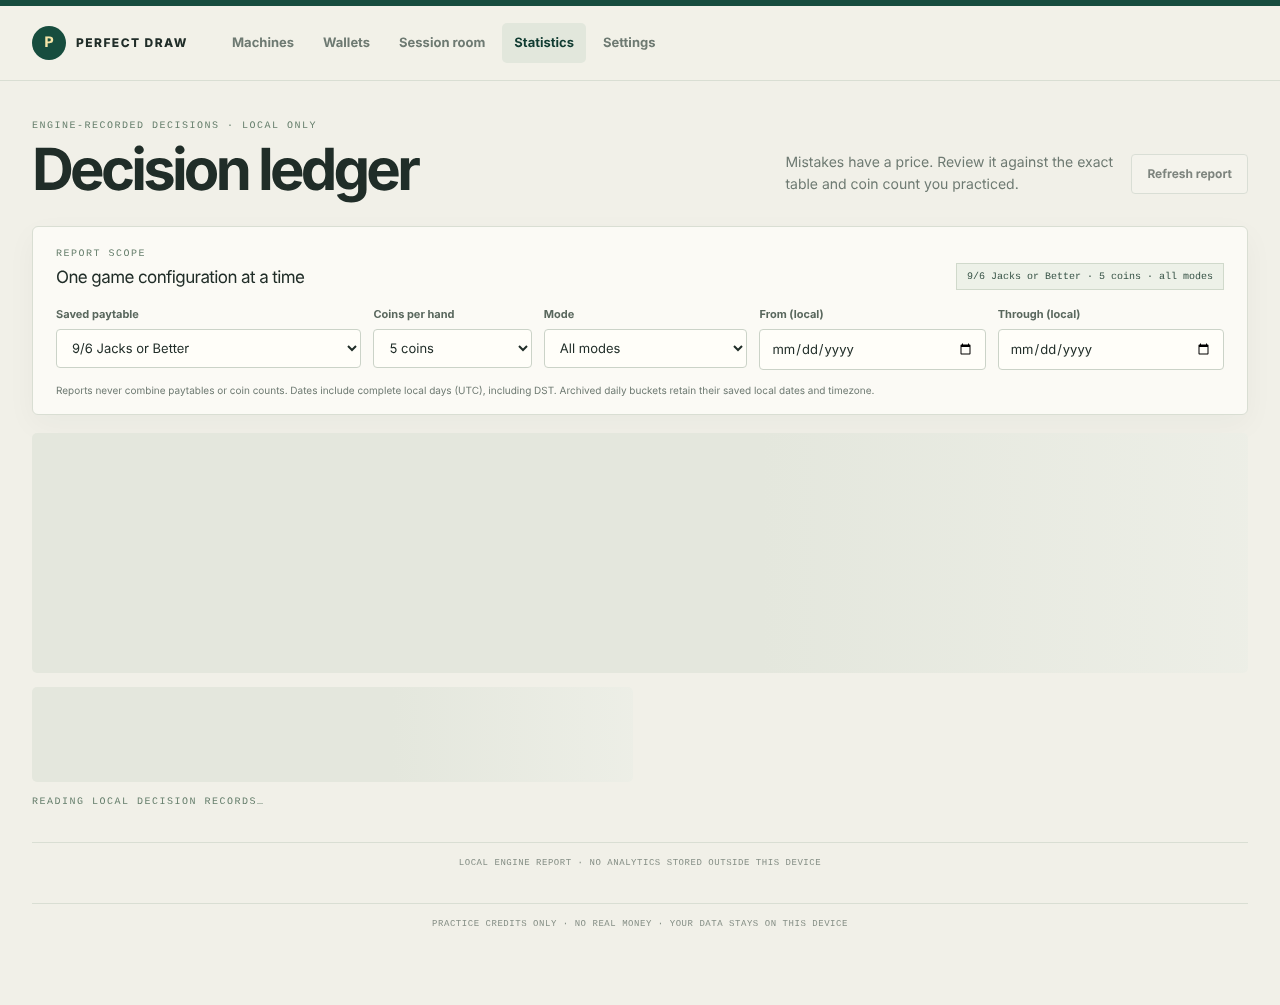 P PERFECT DRAW Machines Wallets Session room Statistics Settings
ENGINE-RECORDED DECISIONS · LOCAL ONLY
Decision ledger
Mistakes have a price. Review it against the exact
table and coin count you practiced.
Refresh report
REPORT SCOPE
One game configuration at a time
9/6 Jacks or Better · 5 coins · all modes
Saved paytable Coins per hand Mode From (local) Through (local)
9/6 Jacks or Better 5 coins All modes mm/dd/yyyy mm/dd/yyyy
Reports never combine paytables or coin counts. Dates include complete local days (UTC), including DST. Archived daily buckets retain their saved local dates and timezone.
READING LOCAL DECISION RECORDS…
LOCAL ENGINE REPORT · NO ANALYTICS STORED OUTSIDE THIS DEVICE
PRACTICE CREDITS ONLY · NO REAL MONEY · YOUR DATA STAYS ON THIS DEVICE